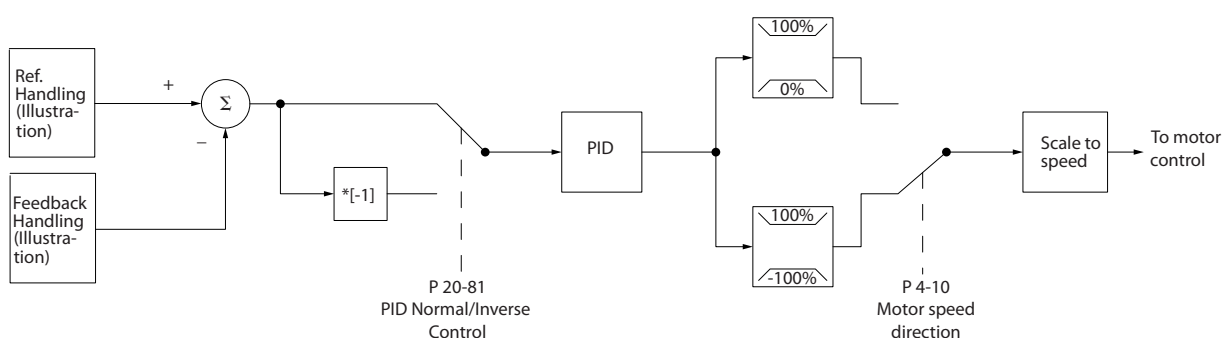 Ref.
Handling
(Illustra-
tion)
+
Σ
_
Feedback
Handling
(Illustra-
tion)
*[-1]
P 20-81
PID Normal/Inverse
Control
PID
100%
0%
100%
-100%
P 4-10
Motor speed
direction
Scale to
speed
To motor
control